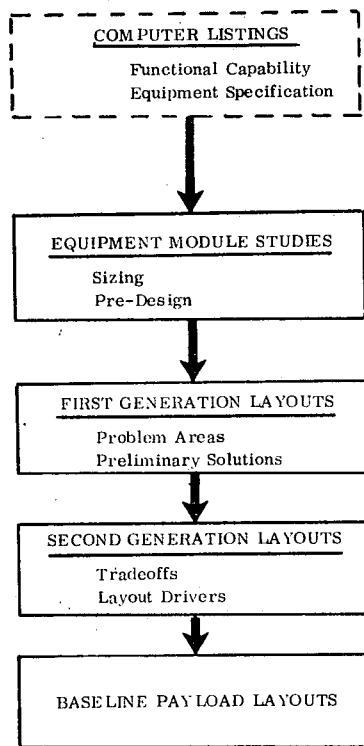 COMPUTER LISTINGS
Functional Capability
Equipment Specification
EQUIPMENT MODULE STUDIES
Sizing
Pre-Design
FIRST GENERATION LAYOUTS
Problem Areas
Preliminary Solutions
SECOND GENERATION LAYOUTS
Tradeoffs
Layout Drivers
BASELINE PAYLOAD LAYOUTS